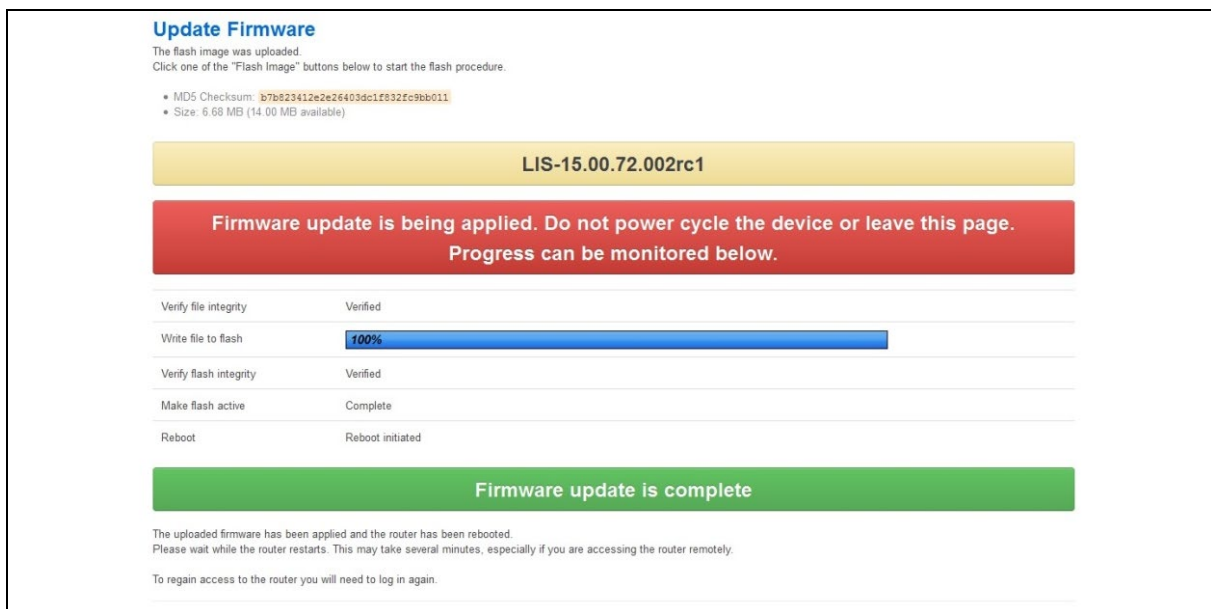 Update Firmware
The flash image was uploaded.
Click one of the "Flash Image" buttons below to start the flash procedure.
• MD5 Checksum: b7b823412e2e26403dc1f832fc9bb011
• Size: 6.68 MB (14.00 MB available)
LIS-15.00.72.002rc1
Firmware update is being applied. Do not power cycle the device or leave this page.
Progress can be monitored below.
Verify file integrity Verified
Write file to flash 100%
Verify flash integrity Verified
Make flash active Complete
Reboot Reboot initiated
Firmware update is complete
The uploaded firmware has been applied and the router has been rebooted.
Please wait while the router restarts. This may take several minutes, especially if you are accessing the router remotely.
To regain access to the router you will need to log in again.